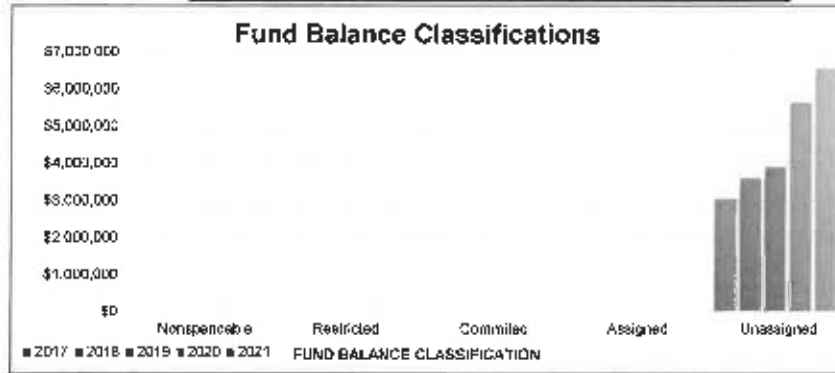 Fund Balance Classifications
$7,000,000
$6,000,000
$5,000,000
$4,000,000
$3,000,000
$2,000,000
$1,000,000
$0
Nonspendable Restricted Commited Assigned Unassigned
2017 2018 2019 2020 2021 FUND BALANCE CLASSIFICATION